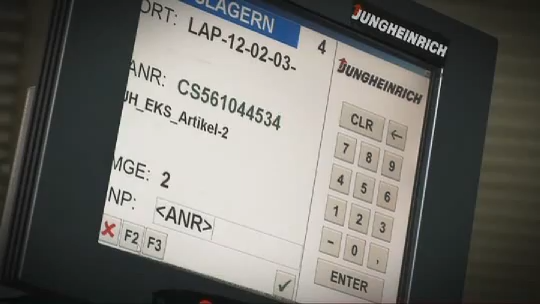 LAGERN
JUNGHEINRICH
ORT:
LAP-12-02-03-
4
JUNGHEINRICH
ANR: CS561044534
JH_EKS_Artikel-2
MGE: 2
NP: <ANR>
F2 F3
CLR
7 8 9
4 5 6
1 2 3
- 0 ,
ENTER